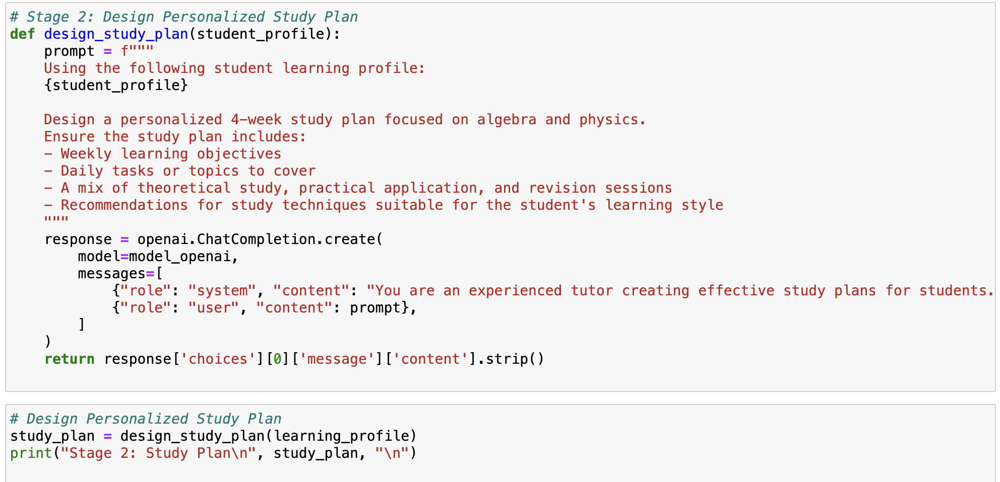 # Stage 2: Design Personalized Study Plan
def design_study_plan(student_profile):
    prompt = f"""
    Using the following student learning profile:
    {student_profile}

    Design a personalized 4-week study plan focused on algebra and physics.
    Ensure the study plan includes:
    - Weekly learning objectives
    - Daily tasks or topics to cover
    - A mix of theoretical study, practical application, and revision sessions
    - Recommendations for study techniques suitable for the student's learning style
    """
    response = openai.ChatCompletion.create(
        model=model_openai,
        messages=[
            {"role": "system", "content": "You are an experienced tutor creating effective study plans for students.
            {"role": "user", "content": prompt},
        ]
    )
    return response['choices'][0]['message']['content'].strip()

# Design Personalized Study Plan
study_plan = design_study_plan(learning_profile)
print("Stage 2: Study Plan\n", study_plan, "\n")